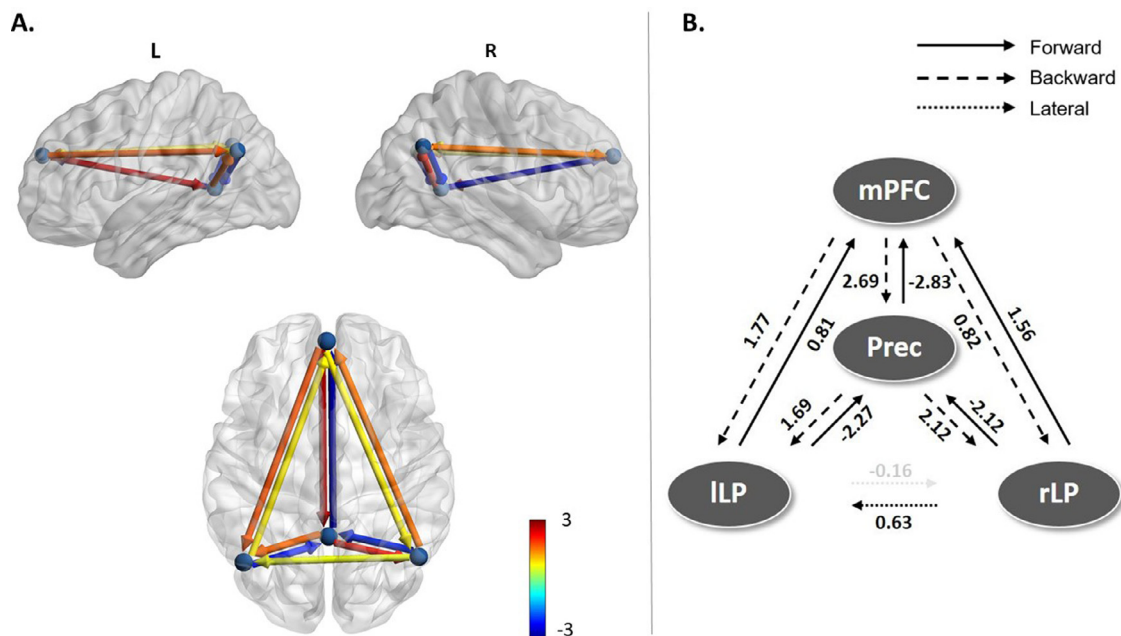 A.
L
R
3
-3
B.
Forward
Backward
Lateral
mPFC
2.69
-2.83
1.77
0.81
0.82
1.56
Prec
1.69
-2.27
2.12
-2.12
lLP
-0.16
0.63
rLP